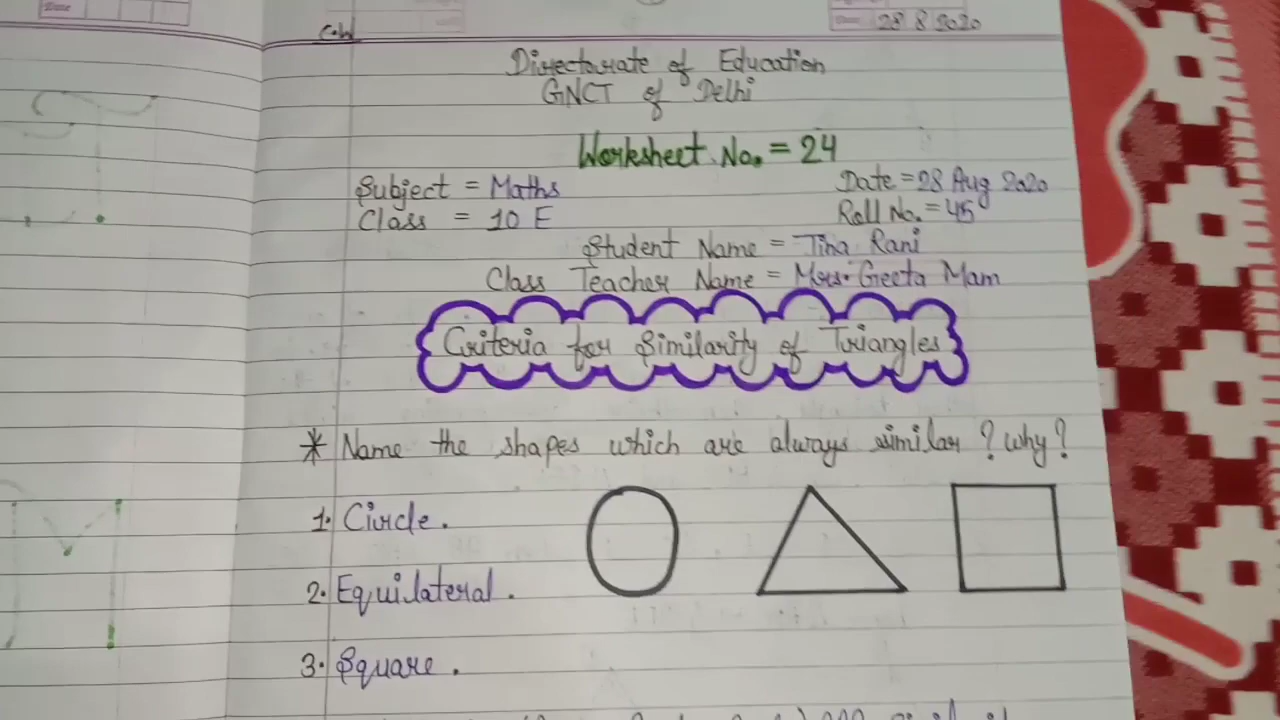 Date
C.W
Date 28 8 2020
Directorate of Education
GNCT of Delhi
Worksheet No. = 24
Subject = Maths
Date = 28 Aug 2020
Class = 10 E
Roll No. = 45
Student Name = Tina Rani
Class Teacher Name = Mrs. Geeta Mam
Criteria for Similarity of Triangles
* Name the shapes which are always similar ? why ?
1. Circle.
2. Equilateral.
3. Square.